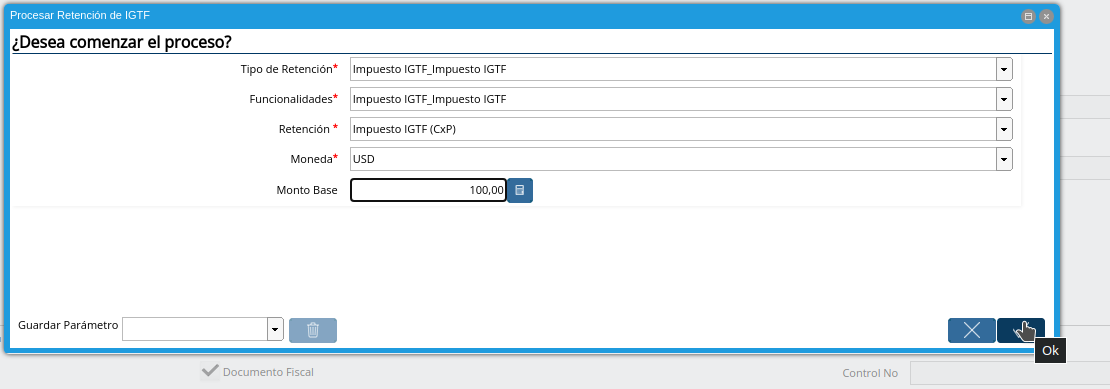 Procesar Retención de IGTF
¿Desea comenzar el proceso?
Tipo de Retención* Impuesto IGTF_Impuesto IGTF
Funcionalidades* Impuesto IGTF_Impuesto IGTF
Retención * Impuesto IGTF (CxP)
Moneda* USD
Monto Base 100,00
Guardar Parámetro
Ok
Documento Fiscal
Control No